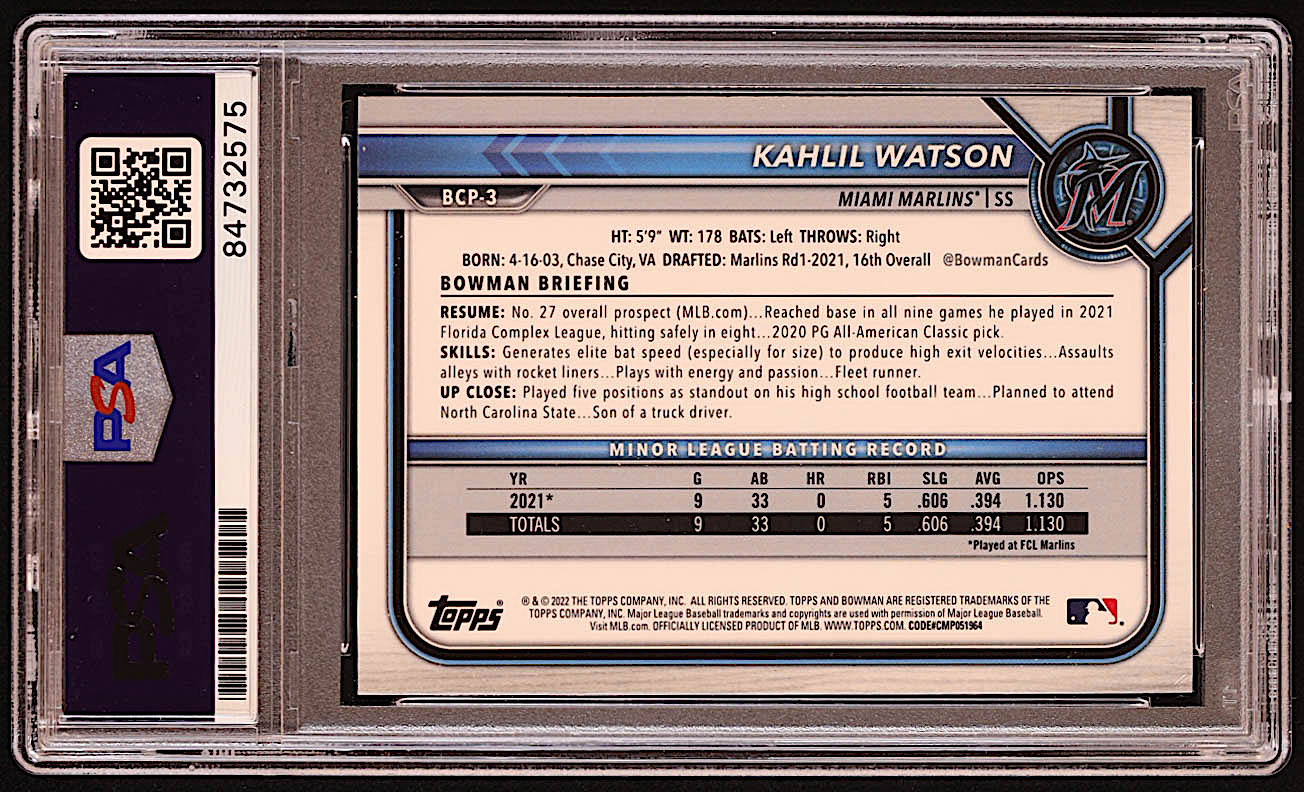 84732575
PSA
PSA
KAHLIL WATSON
BCP-3
MIAMI MARLINS® | SS
M
HT: 5'9" WT: 178 BATS: Left THROWS: Right
BORN: 4-16-03, Chase City, VA DRAFTED: Marlins Rd1-2021, 16th Overall @BowmanCards
BOWMAN BRIEFING
RESUME: No. 27 overall prospect (MLB.com)...Reached base in all nine games he played in 2021
Florida Complex League, hitting safely in eight...2020 PG All-American Classic pick.
SKILLS: Generates elite bat speed (especially for size) to produce high exit velocities...Assaults
alleys with rocket liners...Plays with energy and passion...Fleet runner.
UP CLOSE: Played five positions as standout on his high school football team...Planned to attend
North Carolina State...Son of a truck driver.
MINOR LEAGUE BATTING RECORD
YR G AB HR RBI SLG AVG OPS
2021* 9 33 0 5 .606 .394 1.130
TOTALS 9 33 0 5 .606 .394 1.130
*Played at FCL Marlins
Topps®
® & © 2022 THE TOPPS COMPANY, INC. ALL RIGHTS RESERVED. TOPPS AND BOWMAN ARE REGISTERED TRADEMARKS OF THE
TOPPS COMPANY, INC. Major League Baseball trademarks and copyrights are used with permission of Major League Baseball.
Visit MLB.com. OFFICIALLY LICENSED PRODUCT OF MLB. WWW.TOPPS.COM. CODE#CMP051964